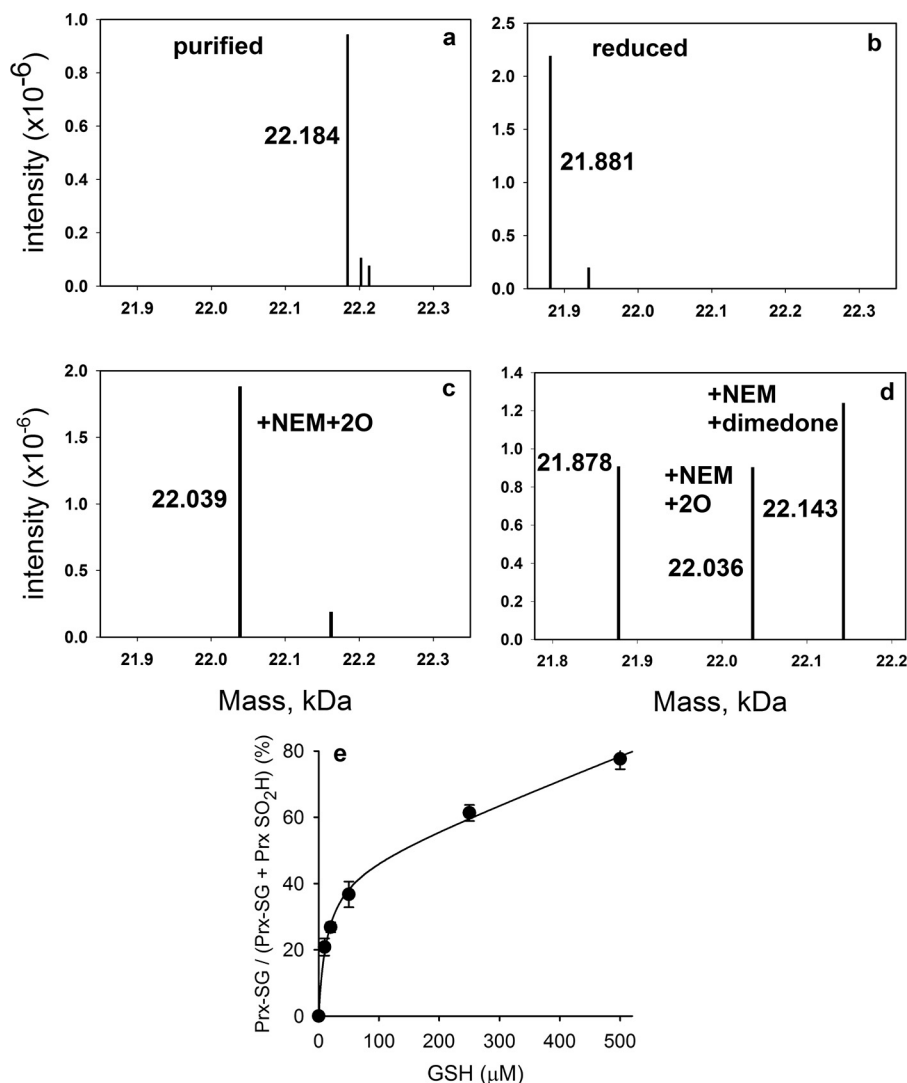 a
purified
22.184
intensity (x10-6)
1.0
0.8
0.6
0.4
0.2
0.0
21.9 22.0 22.1 22.2 22.3
b
reduced
21.881
2.5
2.0
1.5
1.0
0.5
0.0
21.9 22.0 22.1 22.2 22.3
c
+NEM+2O
22.039
intensity (x10-6)
2.0
1.5
1.0
0.5
0.0
21.9 22.0 22.1 22.2 22.3
Mass, kDa
d
+NEM
+dimedone
21.878
+NEM
+2O
22.143
22.036
1.4
1.2
1.0
0.8
0.6
0.4
0.2
0.0
21.8 21.9 22.0 22.1 22.2
Mass, kDa
e
Prx-SG / (Prx-SG + Prx SO2H) (%)
80
60
40
20
0
0 100 200 300 400 500
GSH (μM)